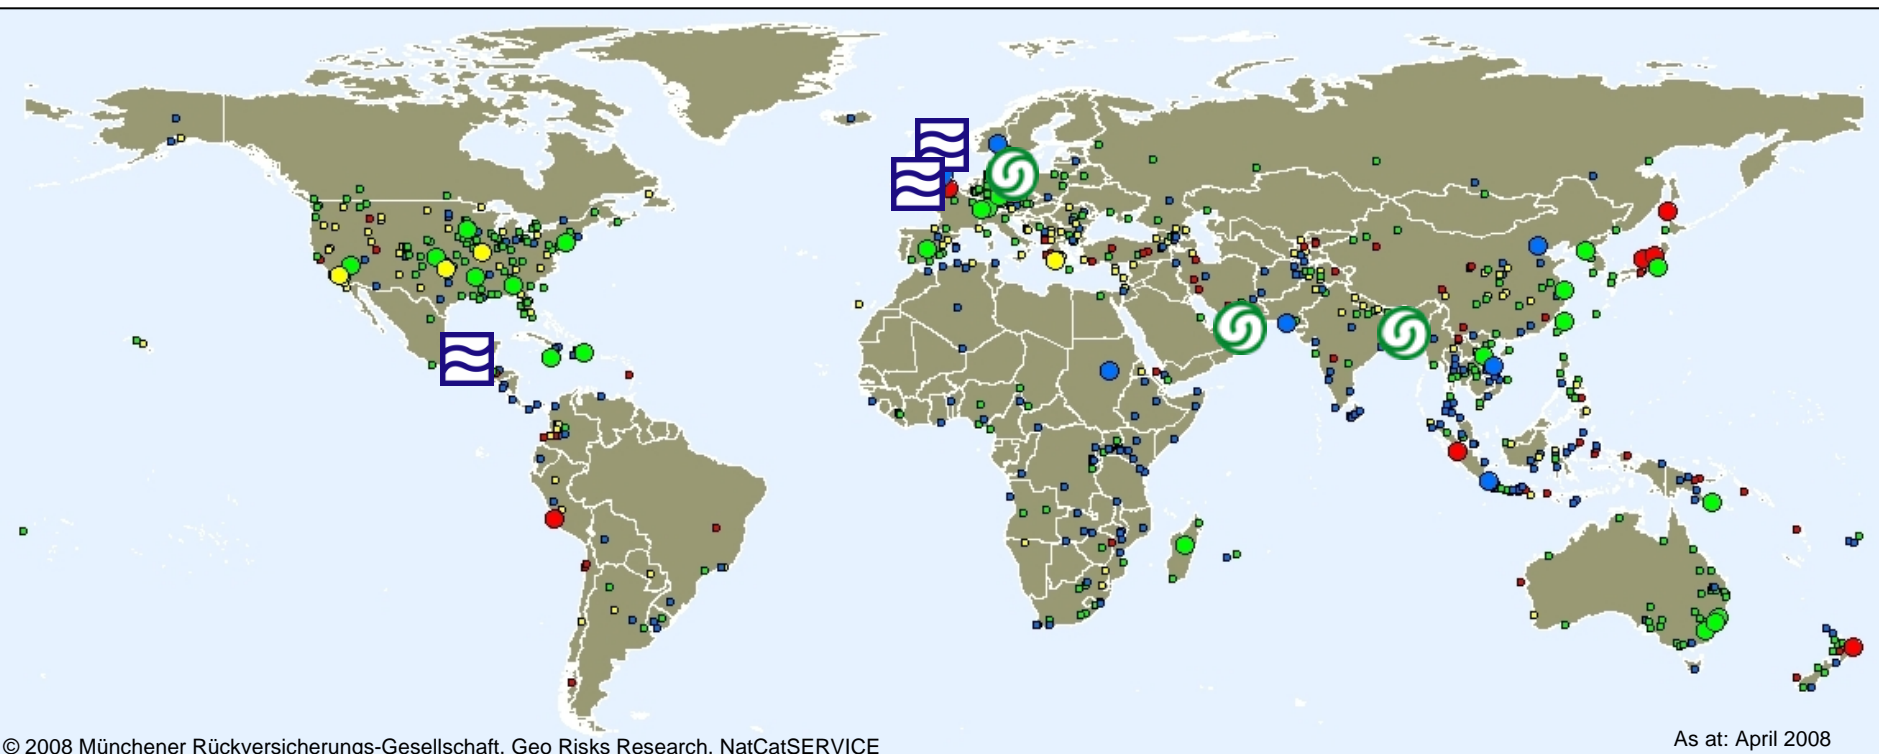 © 2008 Münchener Rückversicherungs-Gesellschaft, Geo Risks Research, NatCatSERVICE
As at: April 2008